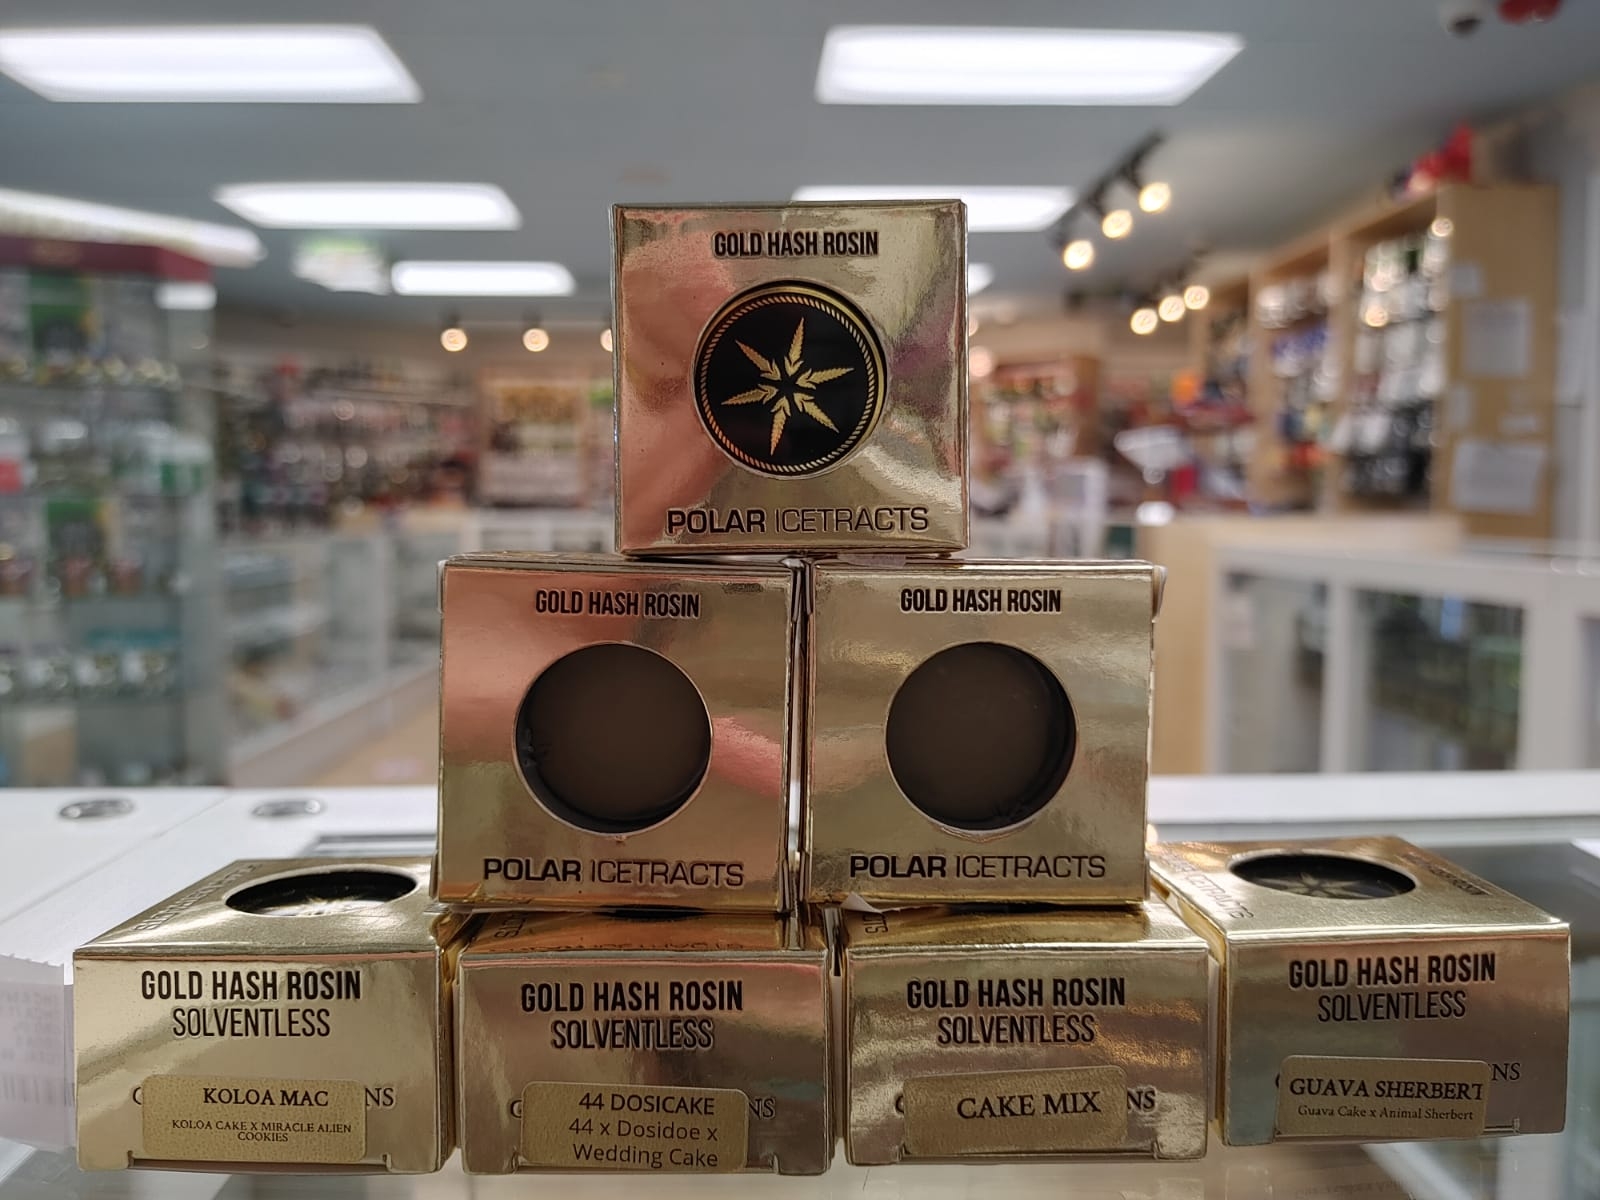 GOLD HASH ROSIN
POLAR ICETRACTS
GOLD HASH ROSIN
POLAR ICETRACTS
GOLD HASH ROSIN
POLAR ICETRACTS
GOLD HASH ROSIN
SOLVENTLESS
KOLOA MAC
KOLOA CAKE X MIRACLE ALIEN
COOKIES
GOLD HASH ROSIN
SOLVENTLESS
44 DOSICAKE
44 x Dosidoe x
Wedding Cake
GOLD HASH ROSIN
SOLVENTLESS
CAKE MIX
GOLD HASH ROSIN
SOLVENTLESS
GUAVA SHERBERT
Guava Cake x Animal Sherbert